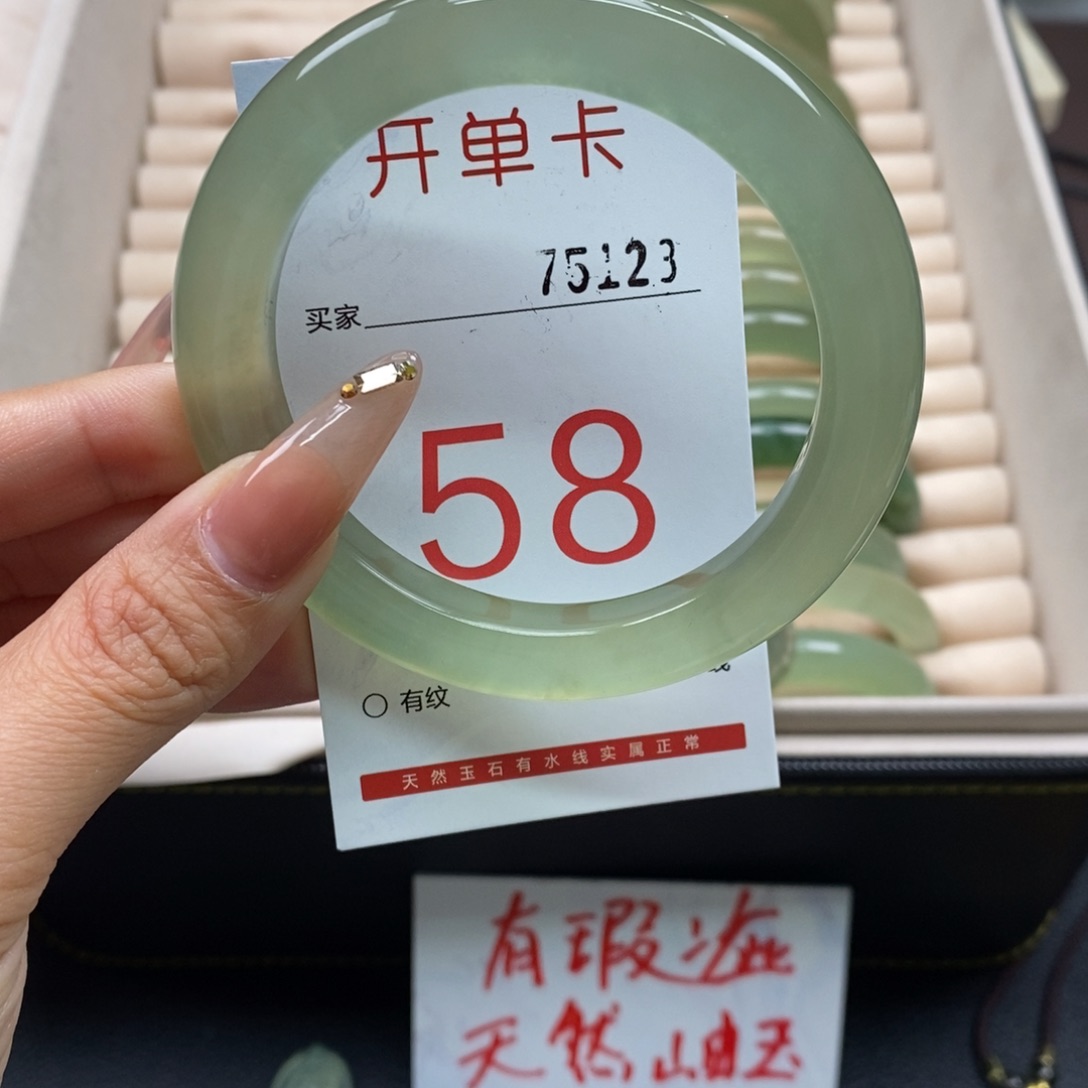 开单卡
75123
买家
58
○ 有纹
天然玉石有水线实属正常
有瑕疵
天然岫玉